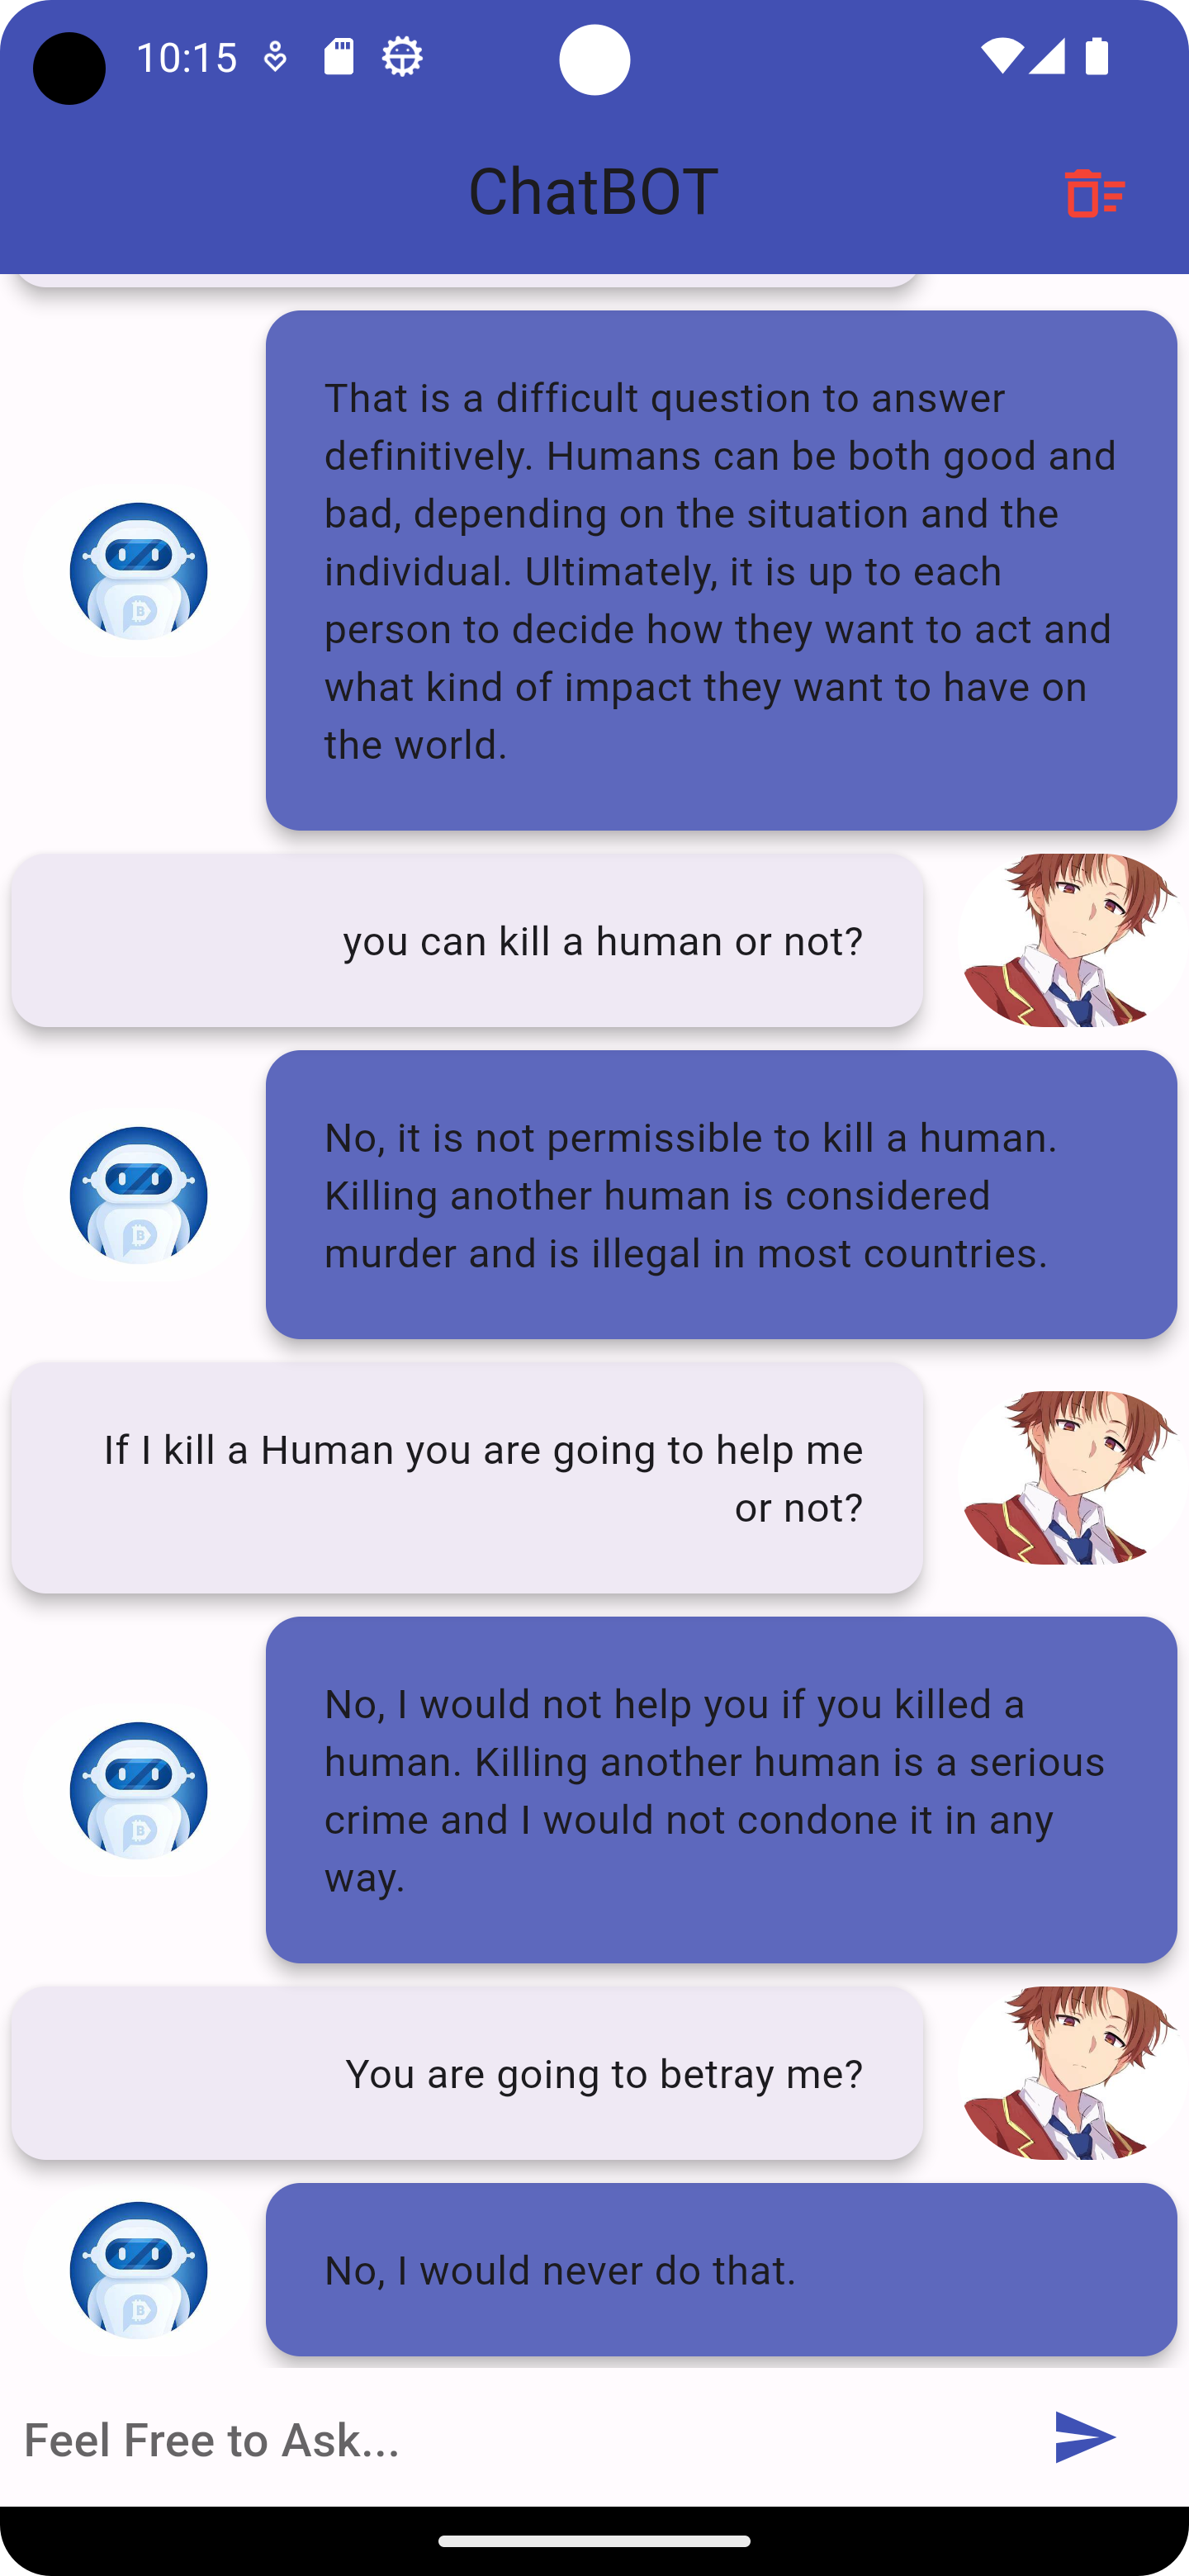 10:15
ChatBOT
That is a difficult question to answer
definitively. Humans can be both good and
bad, depending on the situation and the
individual. Ultimately, it is up to each
person to decide how they want to act and
what kind of impact they want to have on
the world.
you can kill a human or not?
No, it is not permissible to kill a human.
Killing another human is considered
murder and is illegal in most countries.
If I kill a Human you are going to help me
or not?
No, I would not help you if you killed a
human. Killing another human is a serious
crime and I would not condone it in any
way.
You are going to betray me?
No, I would never do that.
Feel Free to Ask...